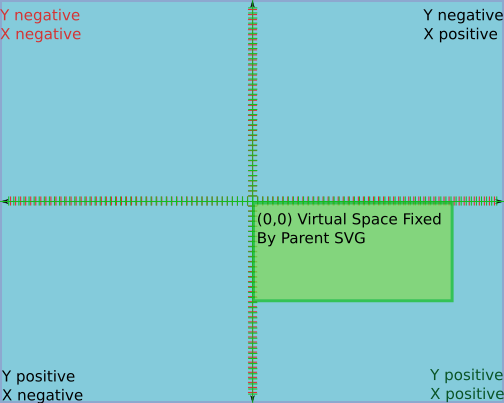 Y negative
X negative
Y negative
X positive
(0,0) Virtual Space Fixed
By Parent SVG
Y positive
X negative
Y positive
X positive